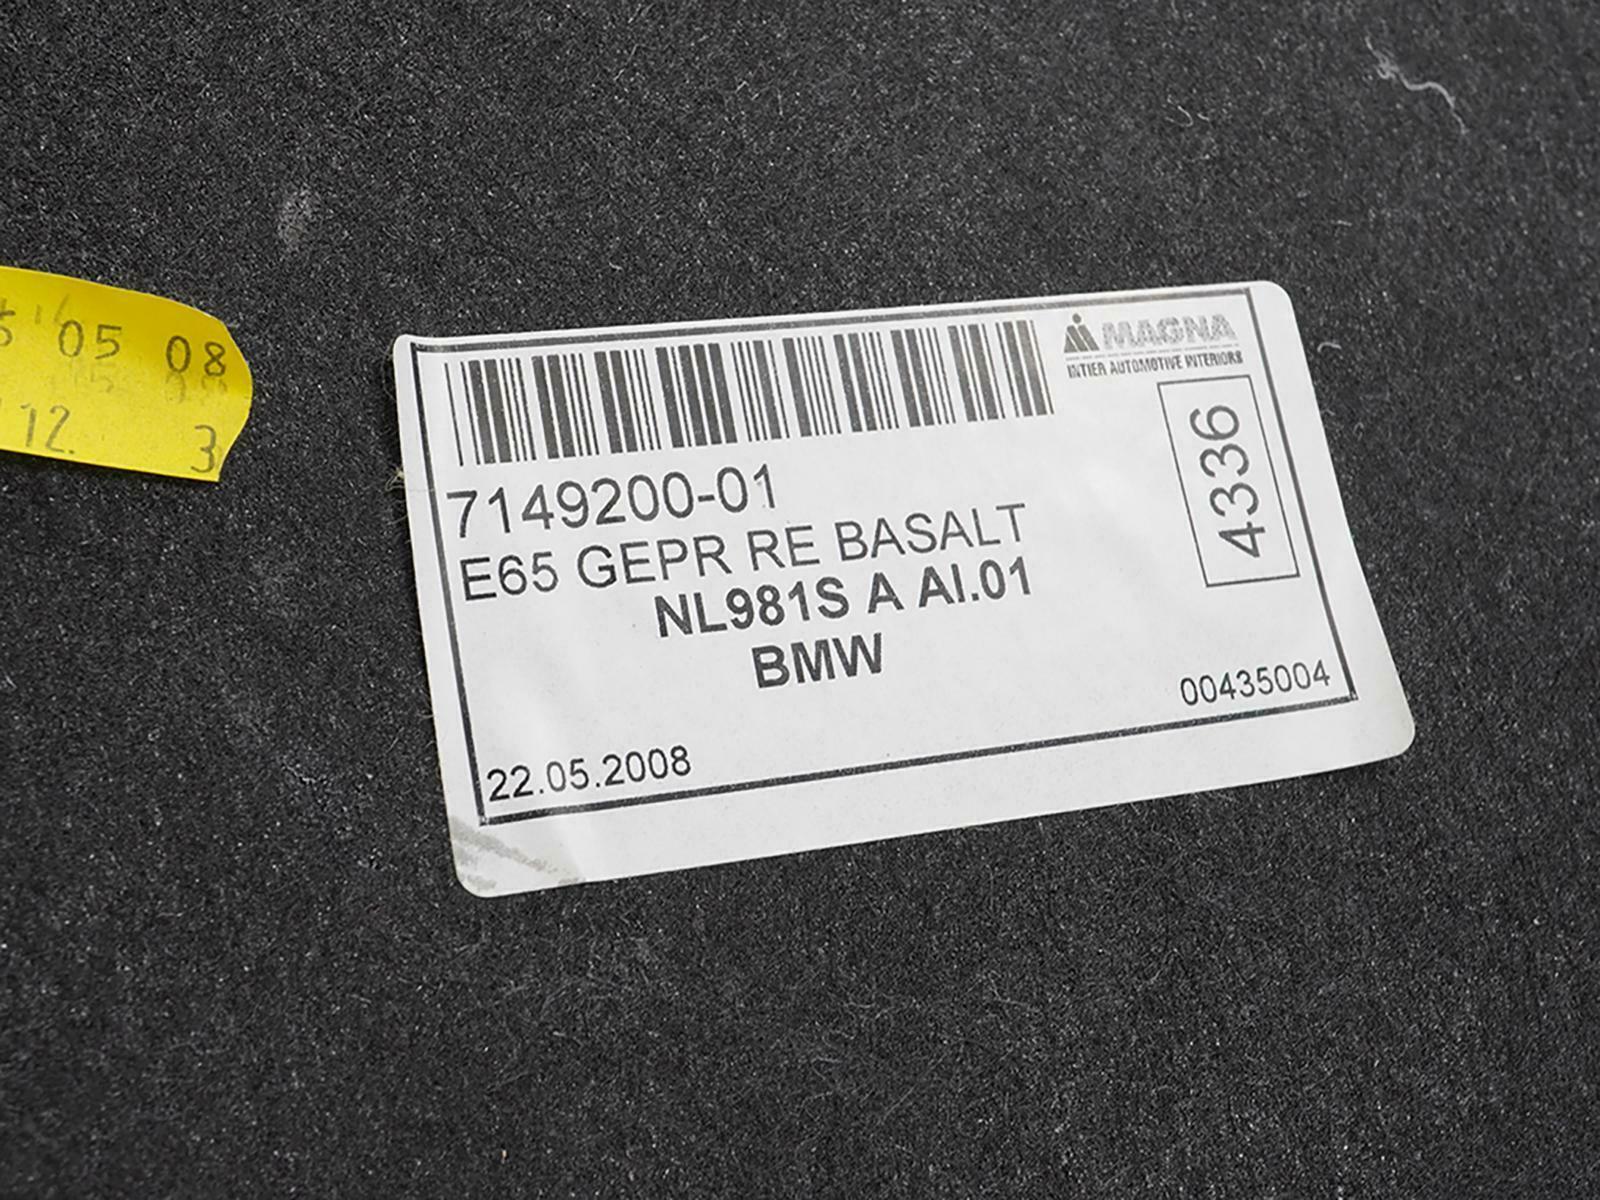 05 08
12. 3
MAGNA
INTIER AUTOMOTIVE INTERIORS
4336
7149200-01
E65 GEPR RE BASALT
NL981S A AI.01
BMW
00435004
22.05.2008